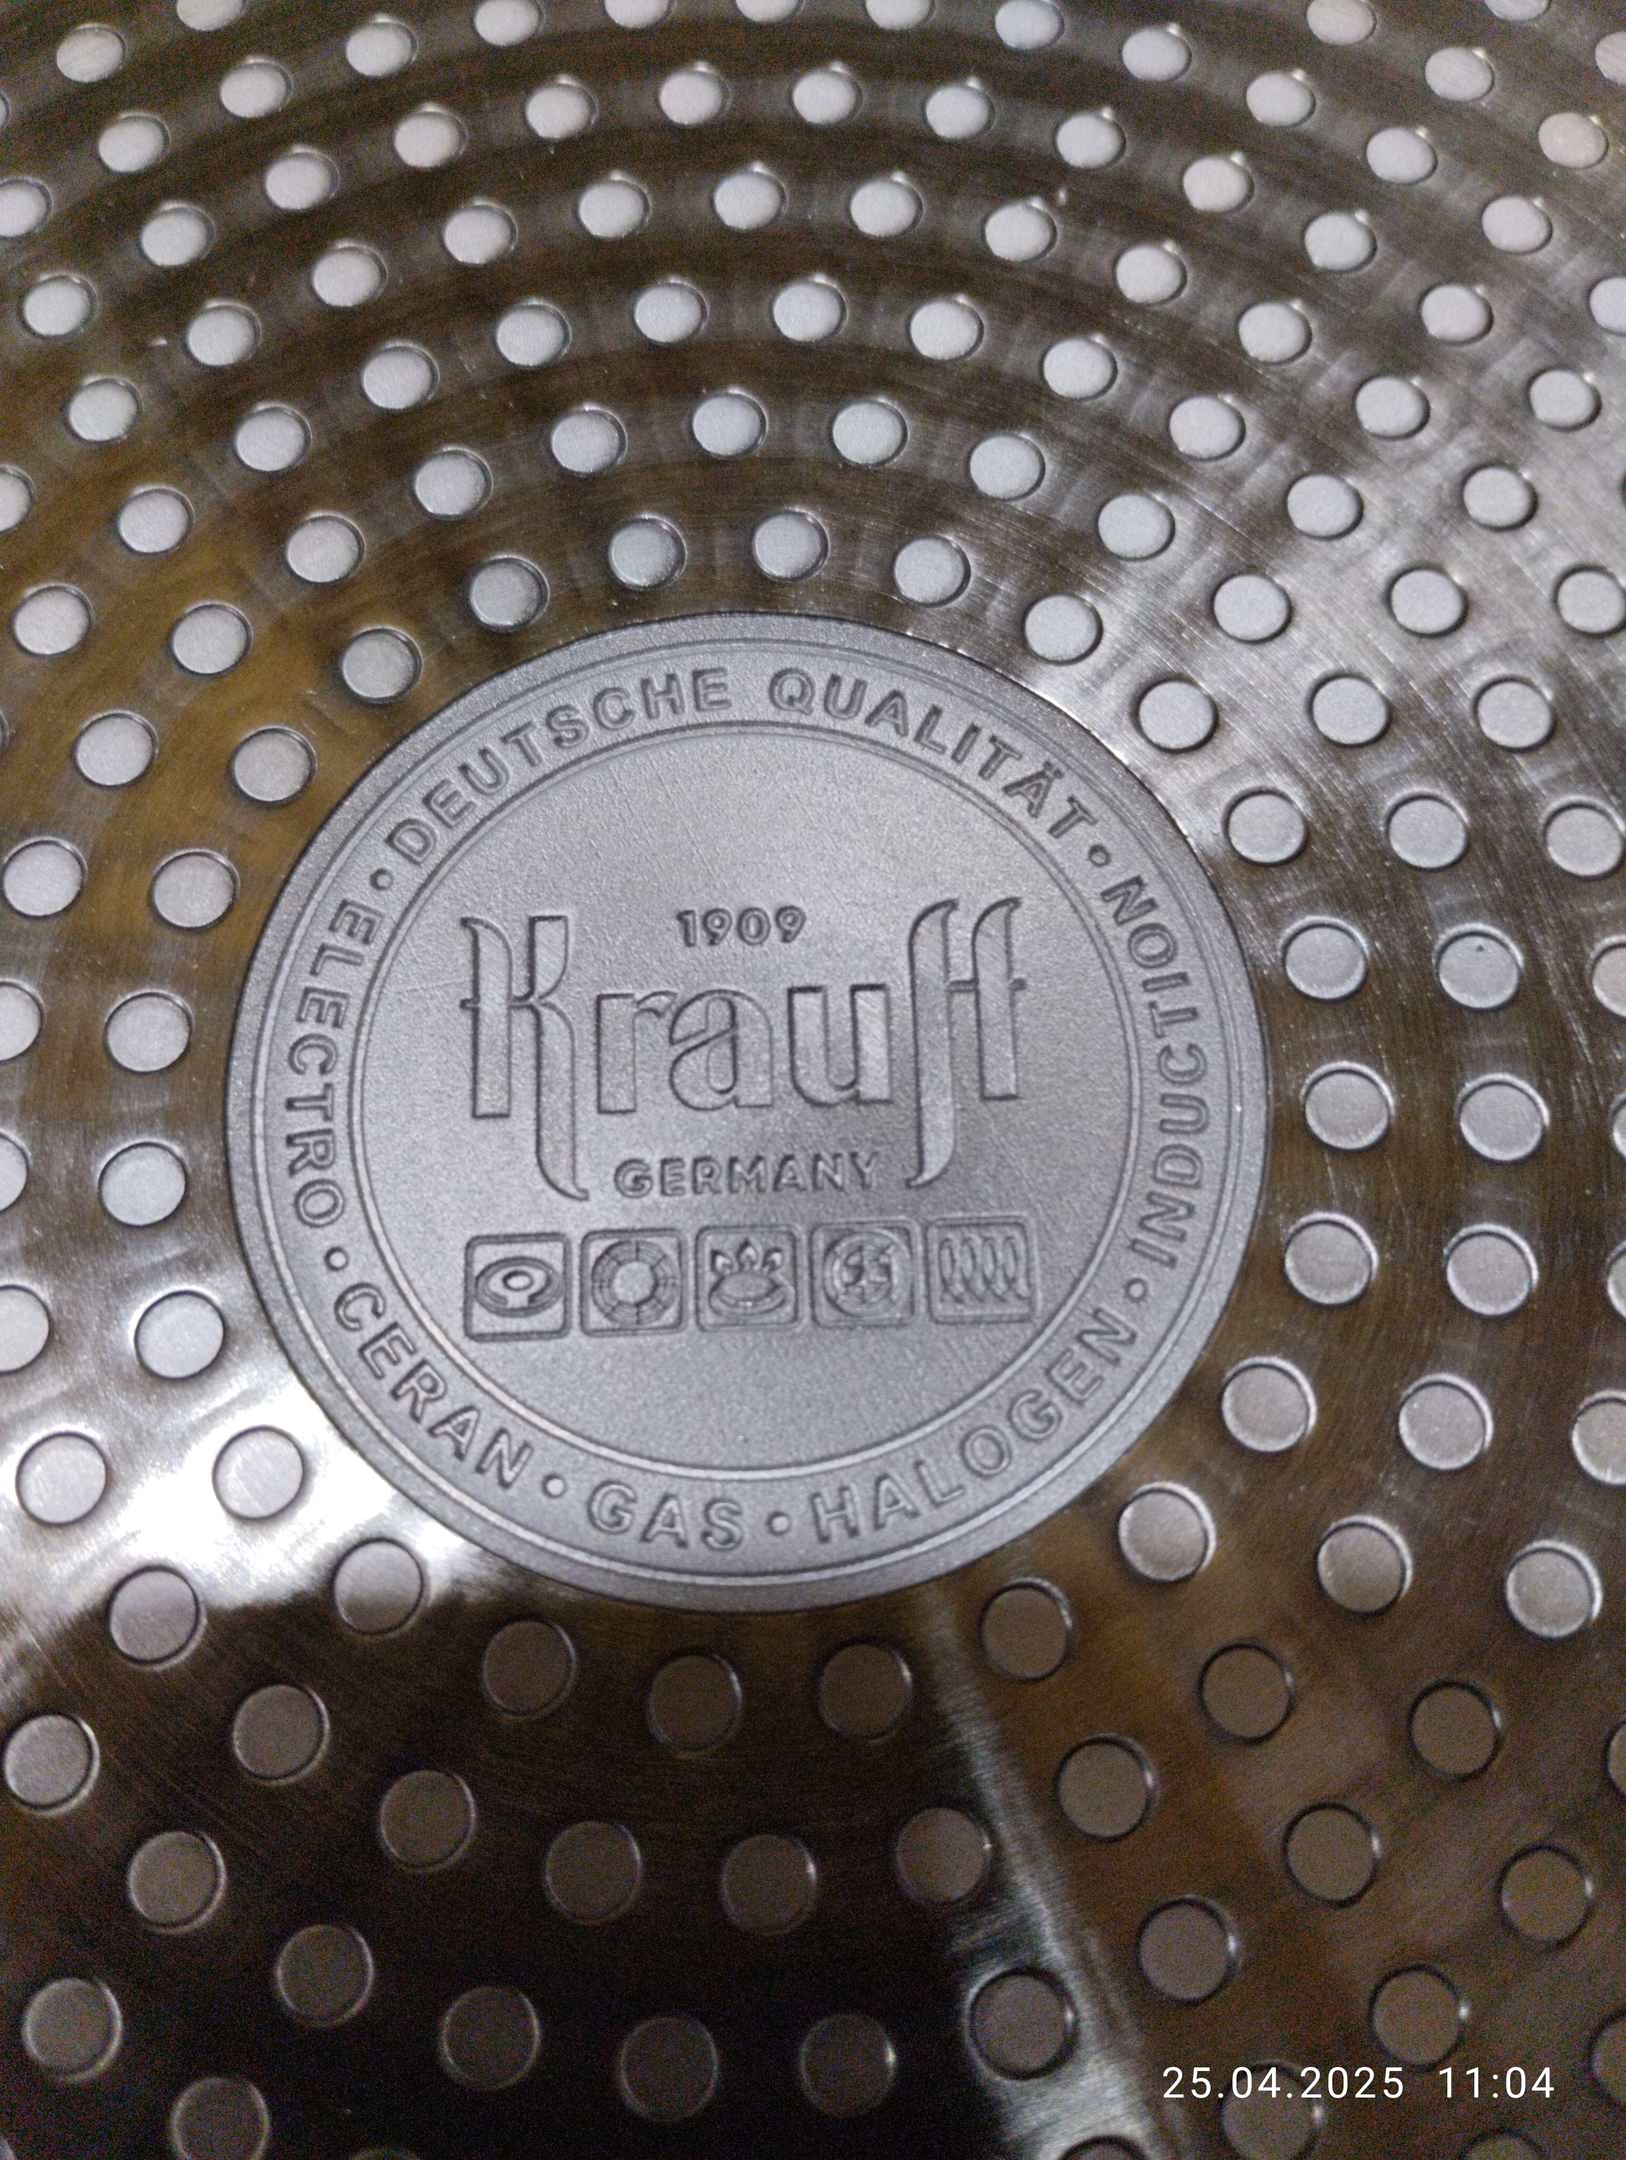 DEUTSCHE QUALITÄT • INDUCTION • HALOGEN • GAS • CERAN • ELECTRO •
1909
Krauff
GERMANY
25.04.2025 11:04